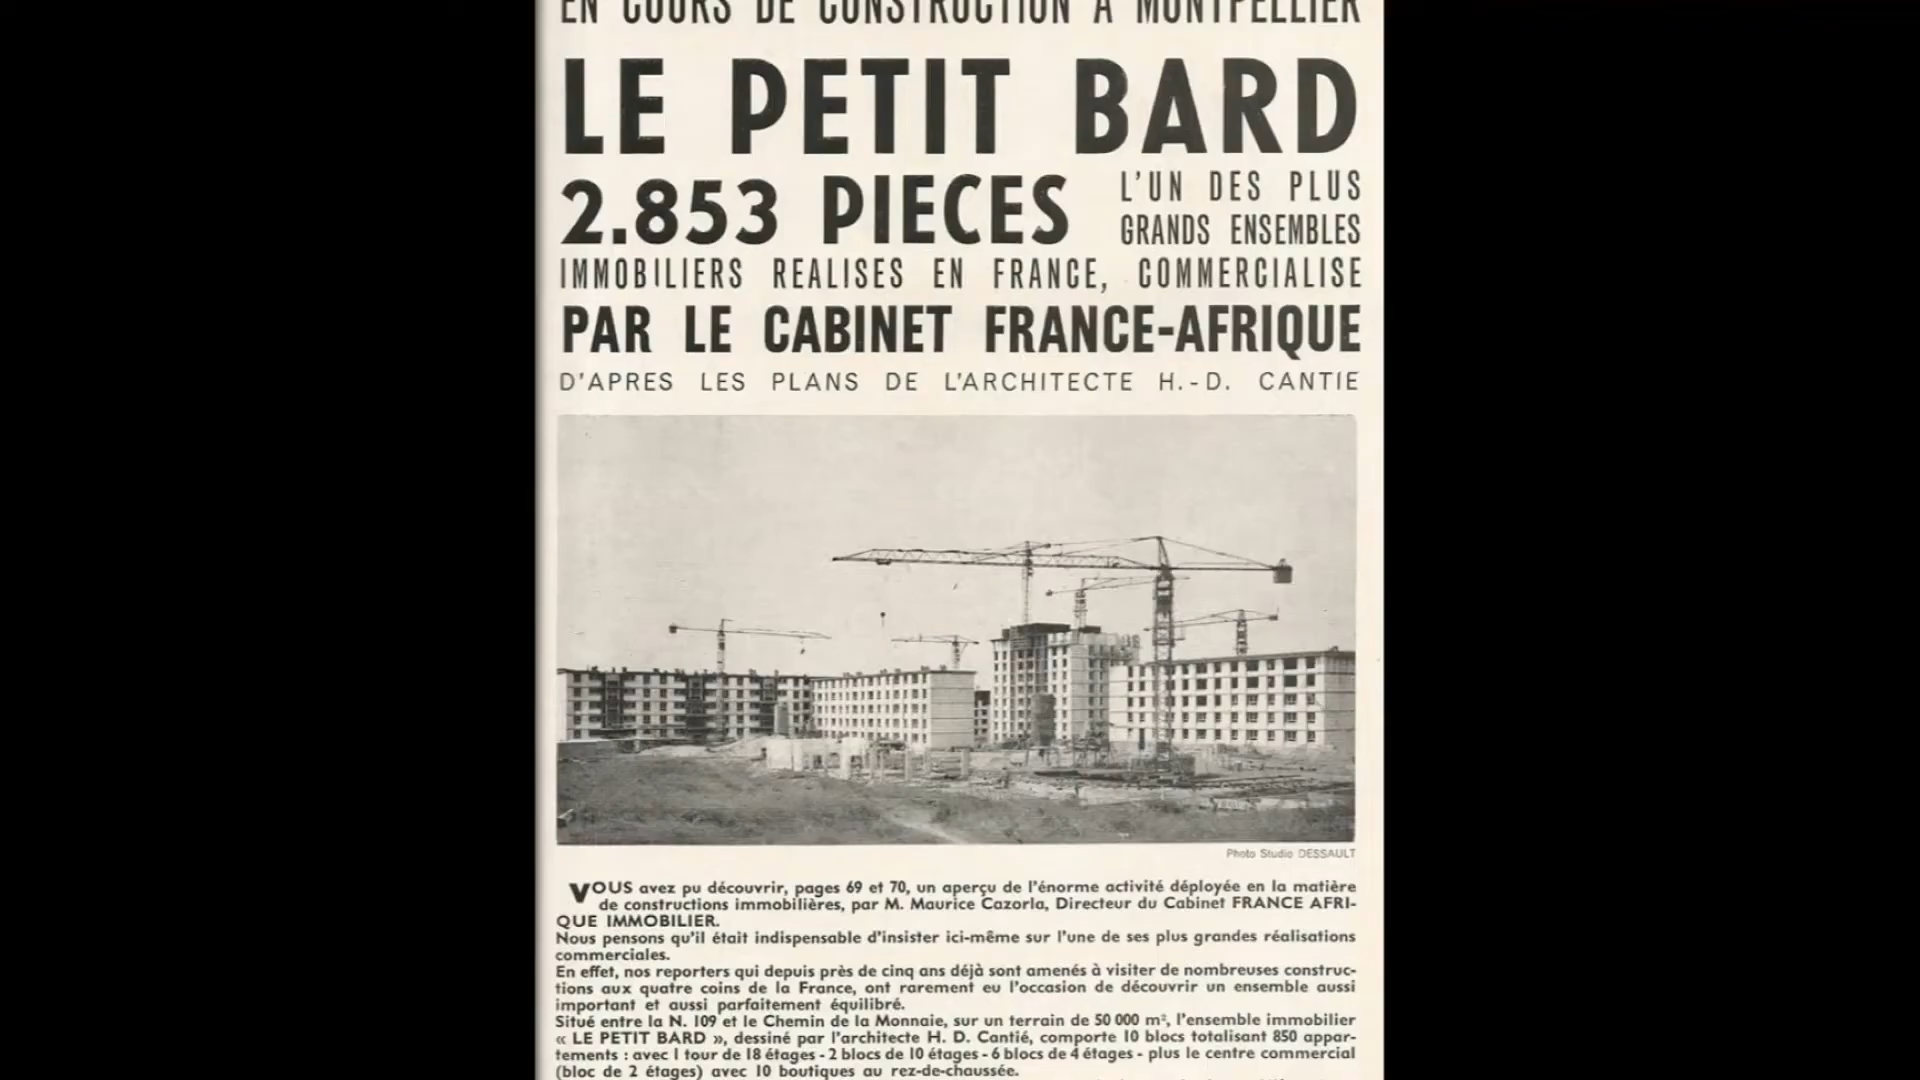 EN COURS DE CONSTRUCTION A MONTPELLIER
LE PETIT BARD
2.853 PIECES
L'UN DES PLUS
GRANDS ENSEMBLES
IMMOBILIERS REALISES EN FRANCE, COMMERCIALISE
PAR LE CABINET FRANCE-AFRIQUE
D'APRES LES PLANS DE L'ARCHITECTE H.-D. CANTIE
Photo Studio DESSAULT
VOUS avez pu découvrir, pages 69 et 70, un aperçu de l'énorme activité déployée en la matière
de constructions immobilières, par M. Maurice Cazorla, Directeur du Cabinet FRANCE AFRI-
QUE IMMOBILIER.
Nous pensons qu'il était indispensable d'insister ici-même sur l'une de ses plus grandes réalisations
commerciales.
En effet, nos reporters qui depuis près de cinq ans déjà sont amenés à visiter de nombreuses construc-
tions aux quatre coins de la France, ont rarement eu l'occasion de découvrir un ensemble aussi
important et aussi parfaitement équilibré.
Situé entre la N. 109 et le Chemin de la Monnaie, sur un terrain de 50 000 m², l'ensemble immobilier
« LE PETIT BARD », dessiné par l'architecte H. D. Cantié, comporte 10 blocs totalisant 850 appar-
tements : avec 1 tour de 18 étages - 2 blocs de 10 étages - 6 blocs de 4 étages - plus le centre commercial
(bloc de 2 étages) avec 10 boutiques au rez-de-chaussée.